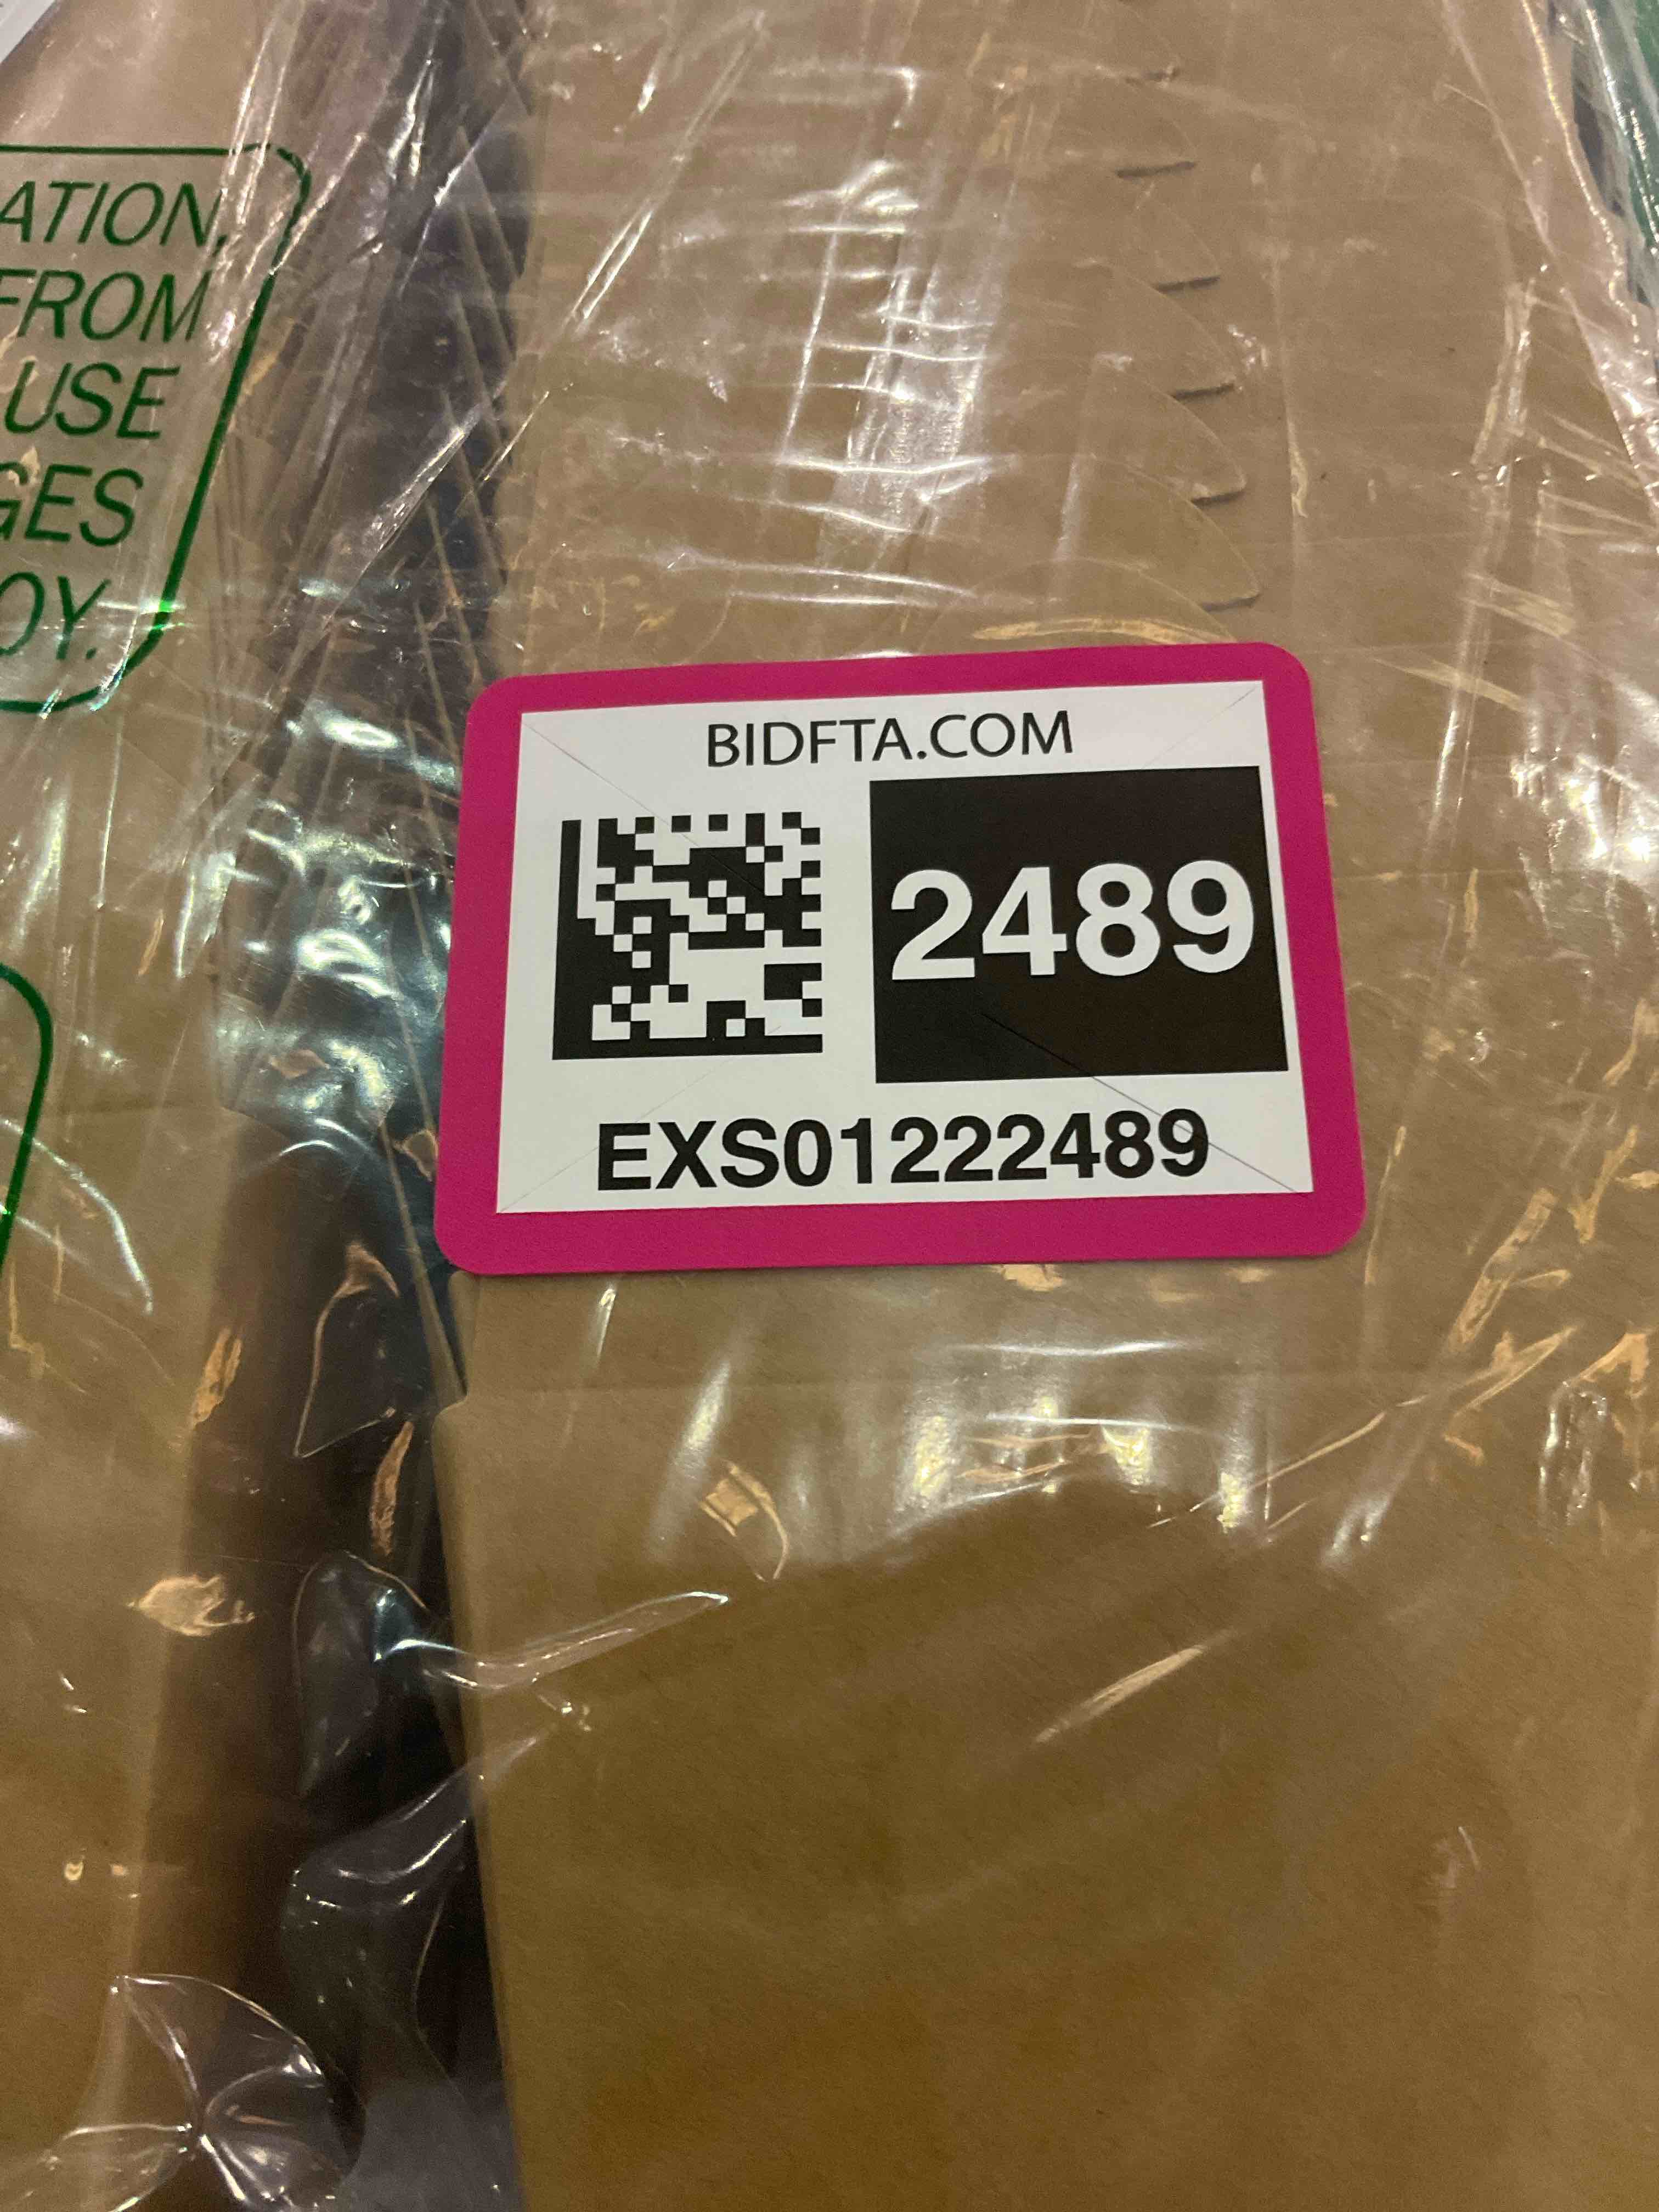 ATION,
FROM
USE
GES
OY.
BIDFTA.COM
2489
EXS01222489